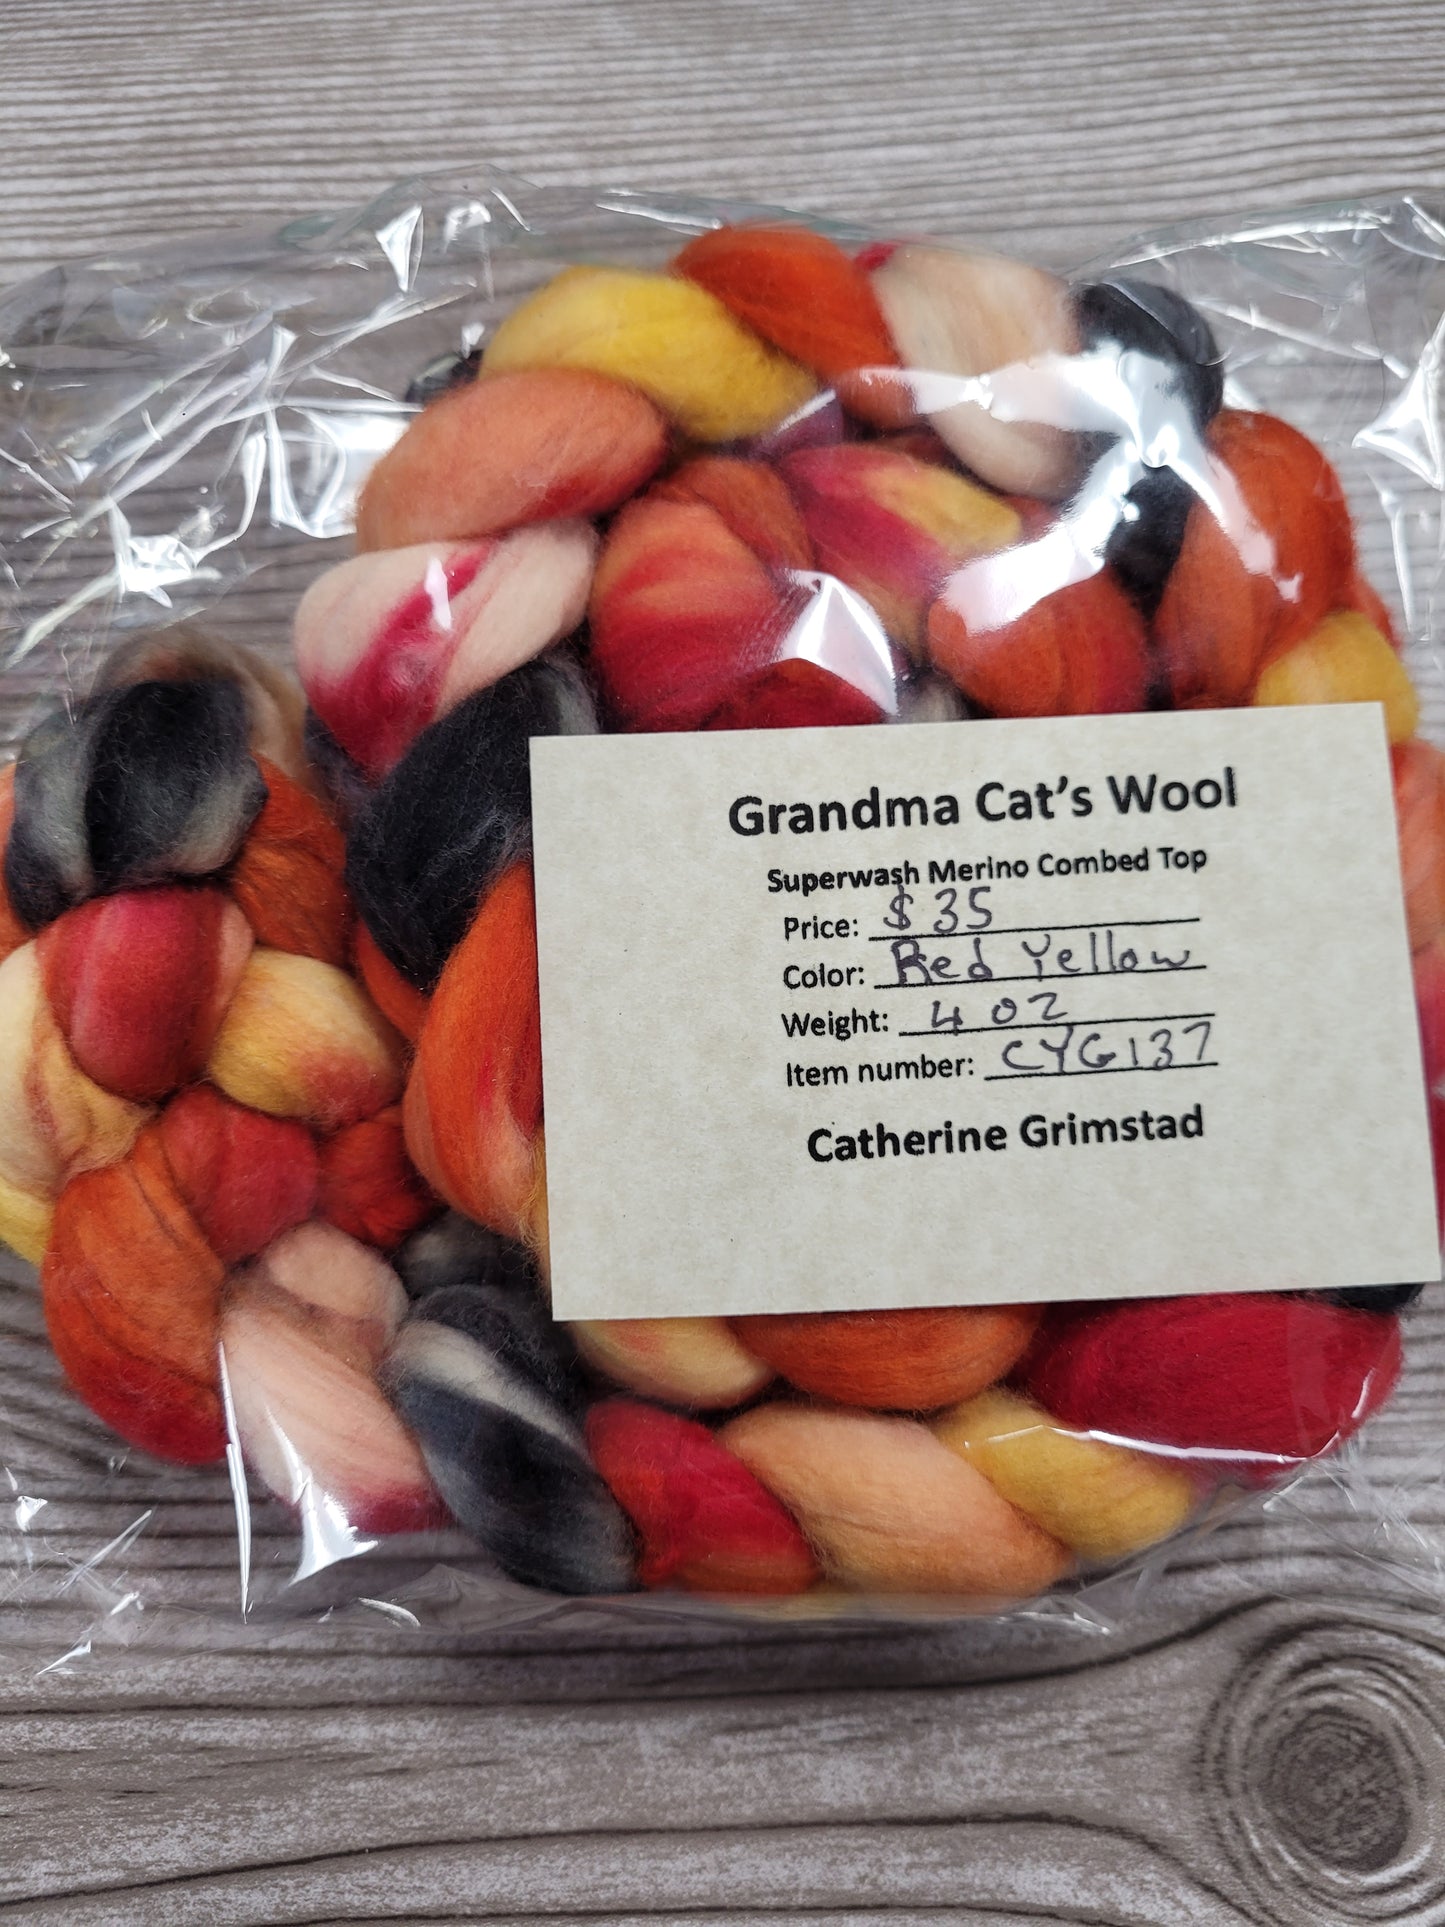 Grandma Cat's Wool
Superwash Merino Combed Top
Price: $35
Color: Red Yellow
Weight: 4 oz
Item number: CYG137
Catherine Grimstad